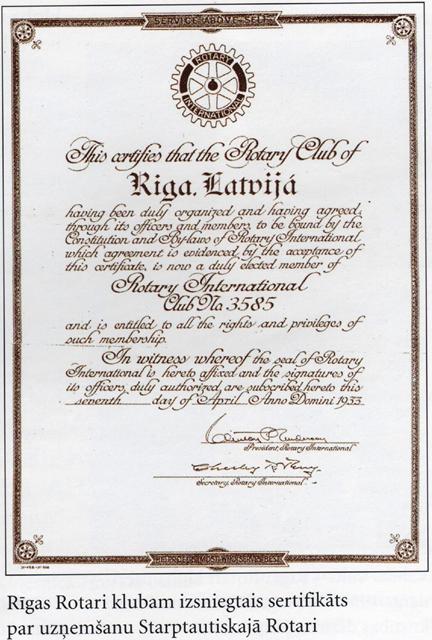 SERVICE ABOVE SELF
ROTARY
INTERNATIONAL
This certifies that the Rotary Club of
Riga, Latvijá
having been duly organized and having agreed,
through its officers and members, to be bound by the
Constitution and By-laws of Rotary International
which agreement is evidenced by the acceptance of
this certificate, is now a duly elected member of
Rotary International
Club No. 3585
and is entitled to all the rights and privileges of
such membership.
In witness whereof the seal of Rotary
International is hereto affixed and the signatures of
its officers, duly authorized, are subscribed hereto this
seventh day of April Anno Domini 1933
President, Rotary International
Secretary, Rotary International
Rīgas Rotari klubam izsniegtais sertifikāts
par uzņemšanu Starptautiskajā Rotari